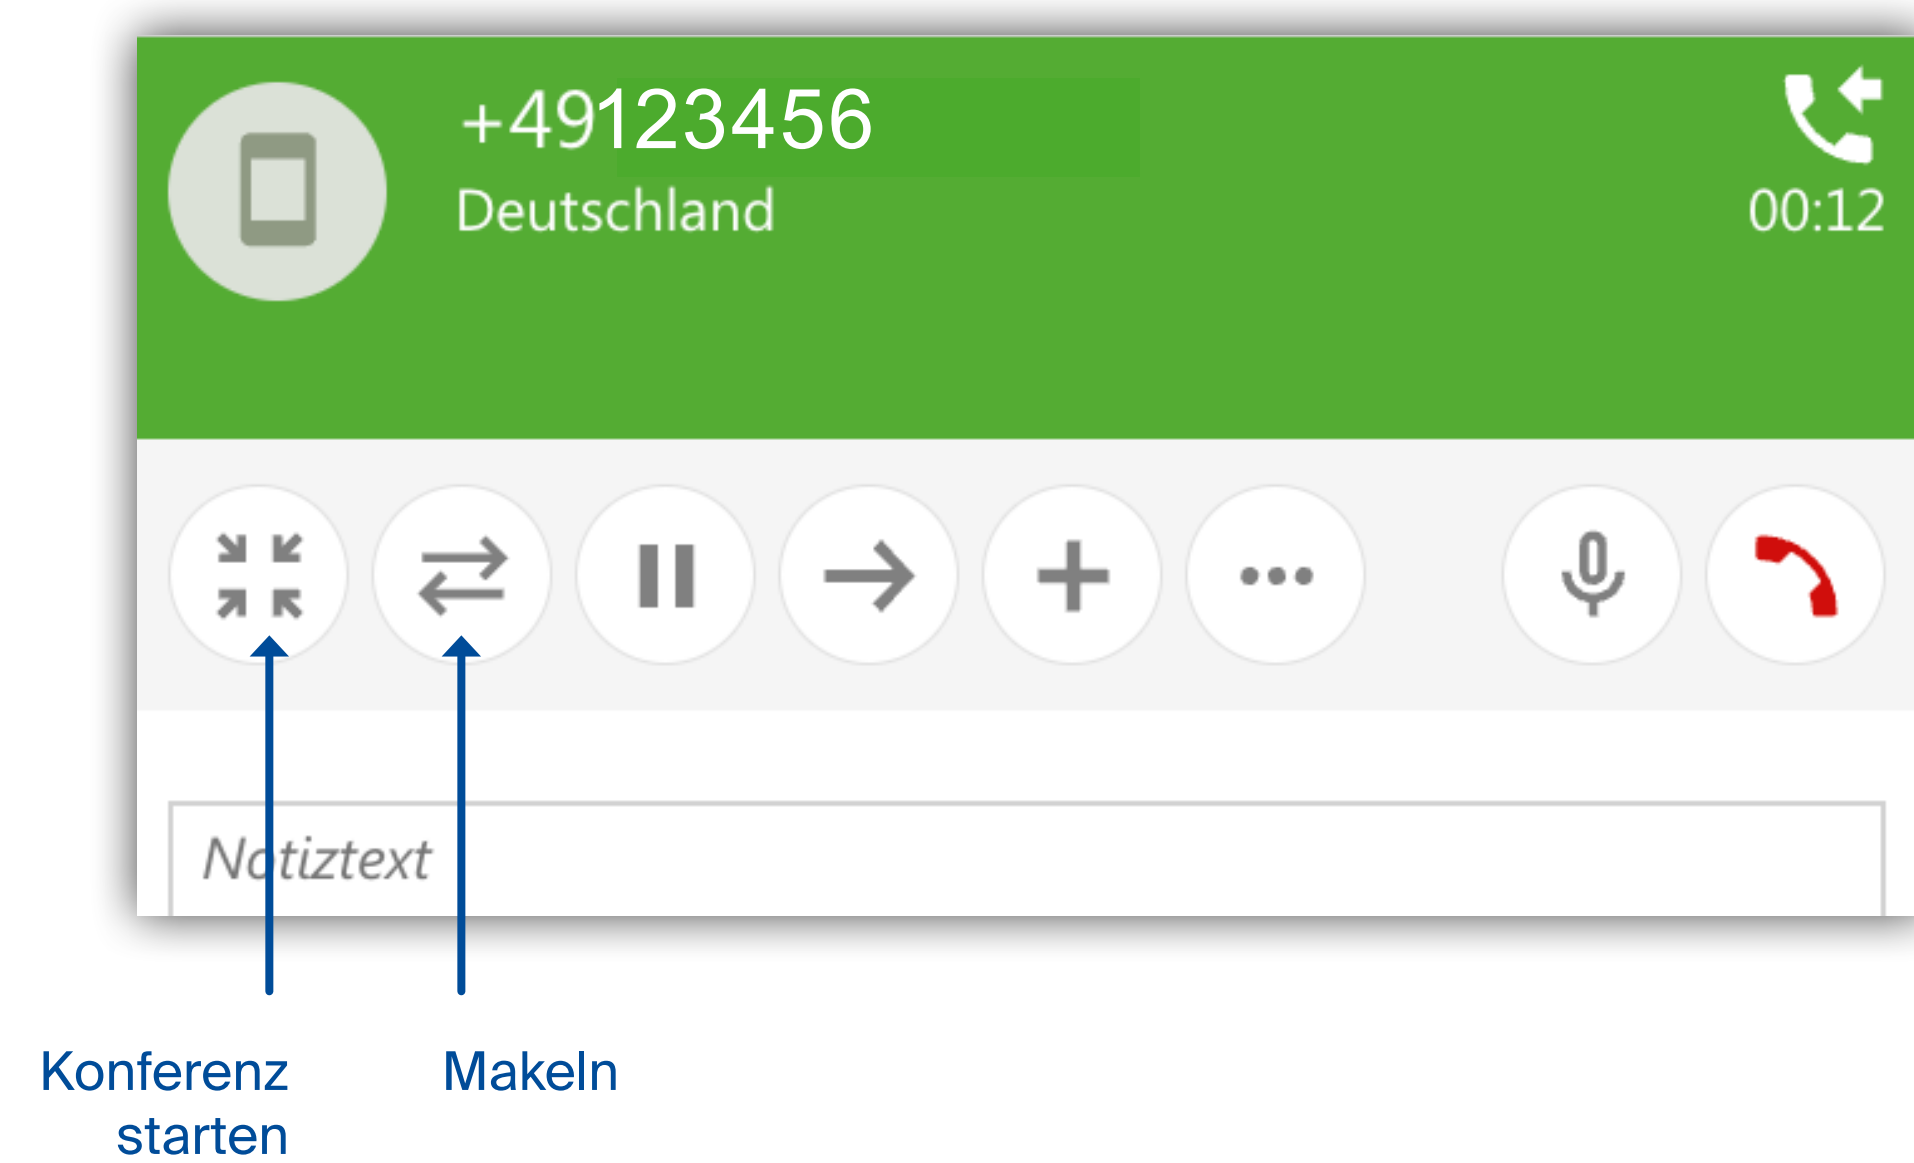 +49123456
Deutschland
00:12
Notiztext
Konferenz
starten
Makeln